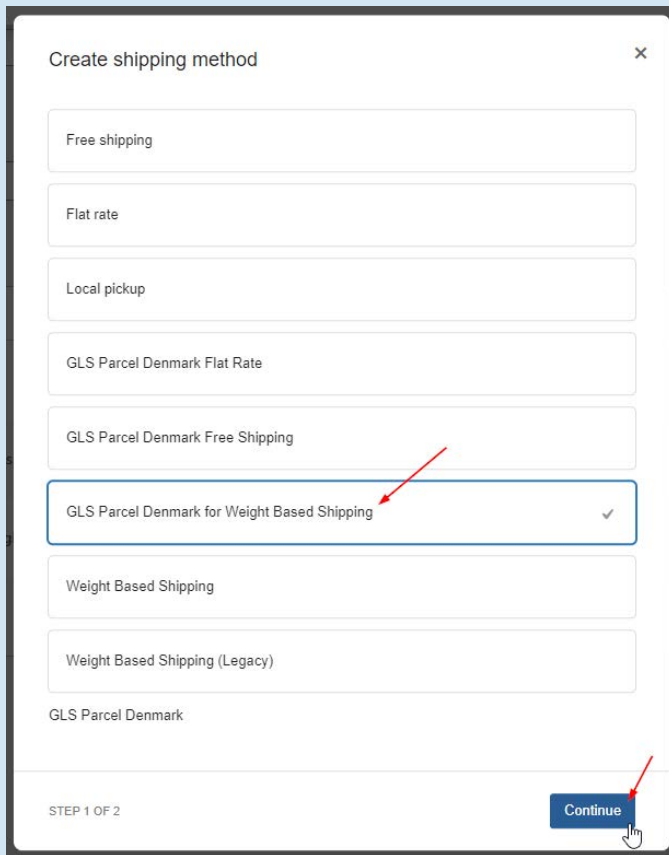 Create shipping method
Free shipping
Flat rate
Local pickup
GLS Parcel Denmark Flat Rate
GLS Parcel Denmark Free Shipping
GLS Parcel Denmark for Weight Based Shipping
Weight Based Shipping
Weight Based Shipping (Legacy)
GLS Parcel Denmark
STEP 1 OF 2
Continue